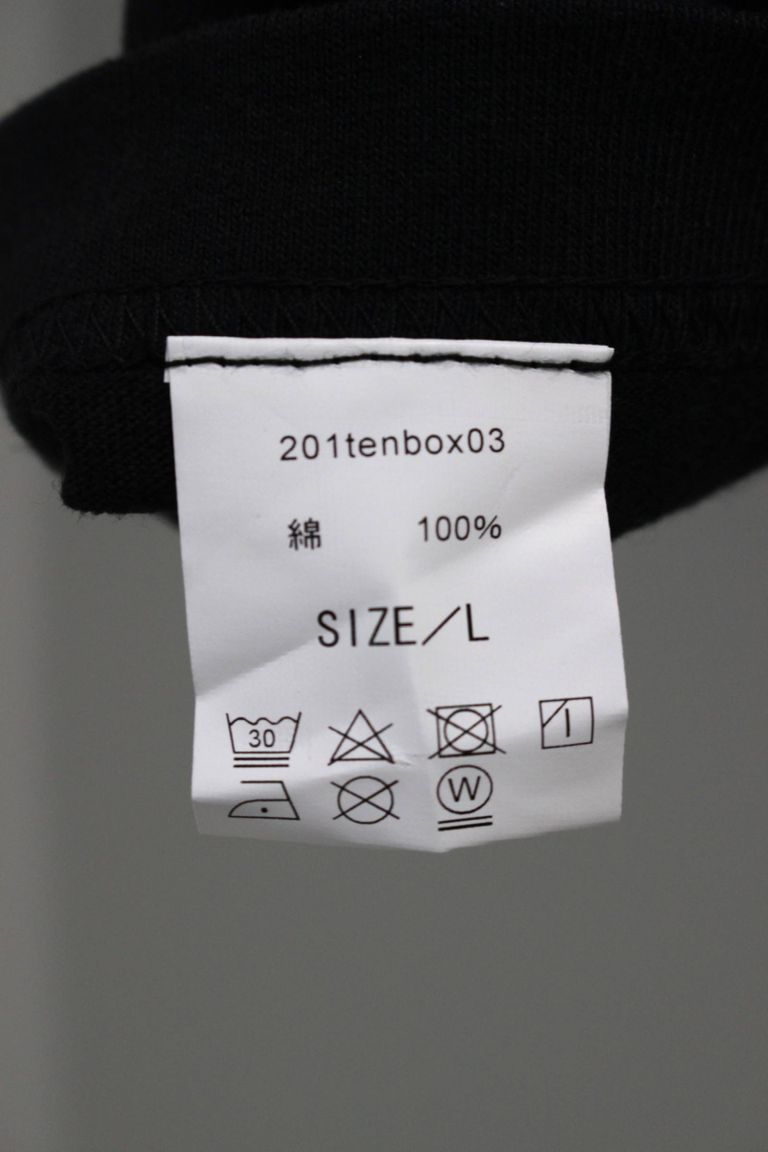 201tenbox03
綿 100%
SIZE/L
30
W